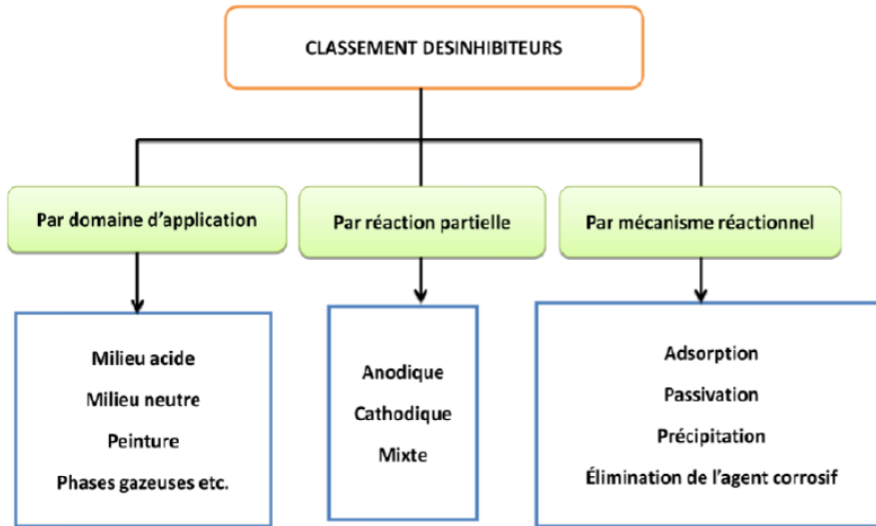 CLASSEMENT DESINHIBITEURS
Par domaine d'application
Par réaction partielle
Par mécanisme réactionnel
Milieu acide
Milieu neutre
Peinture
Phases gazeuses etc.
Anodique
Cathodique
Mixte
Adsorption
Passivation
Précipitation
Élimination de l'agent corrosif